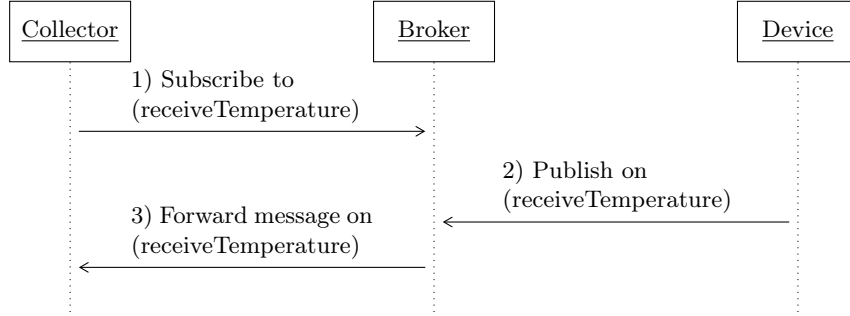 Collector
Broker
Device
1) Subscribe to
(receiveTemperature)
2) Publish on
(receiveTemperature)
3) Forward message on
(receiveTemperature)